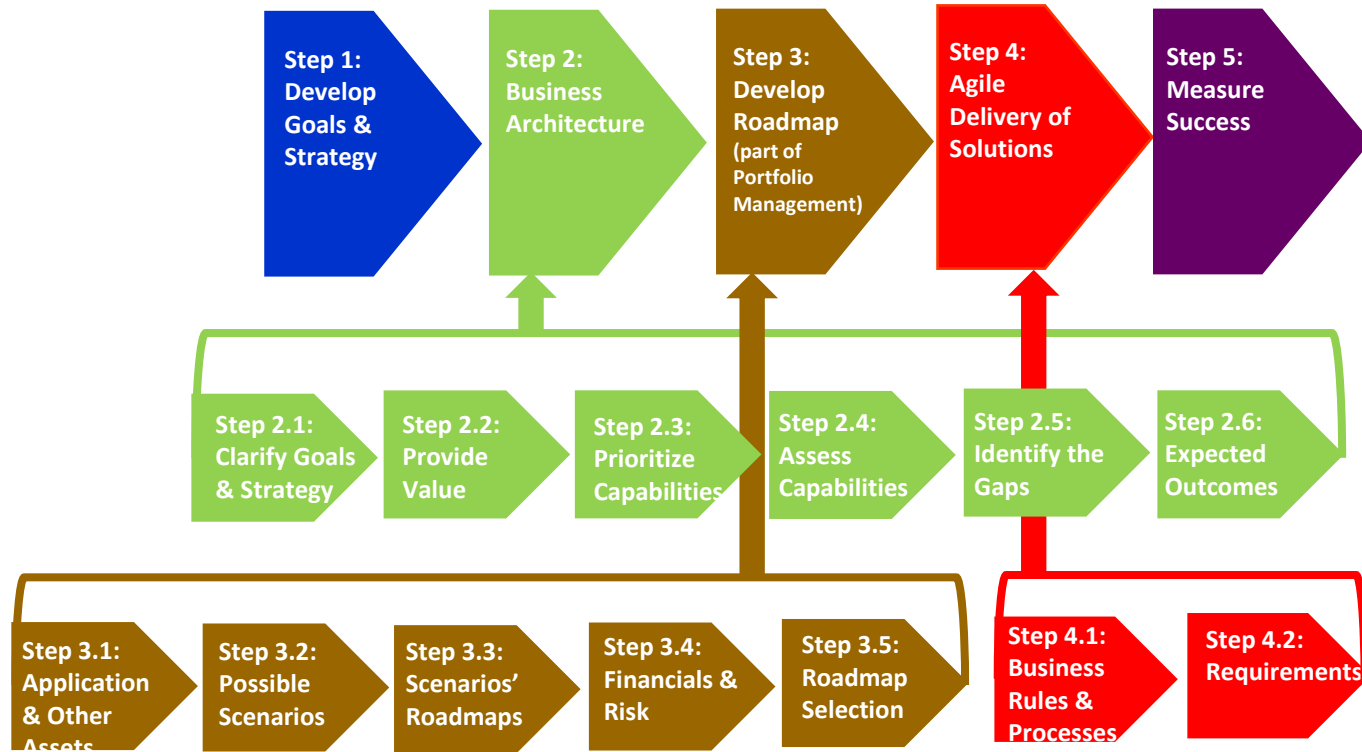 Step 1:
Develop
Goals &
Strategy
Step 2:
Business
Architecture
Step 3:
Develop
Roadmap
(part of
Portfolio
Management)
Step 4:
Agile
Delivery of
Solutions
Step 5:
Measure
Success
Step 2.1:
Clarify Goals
& Strategy
Step 2.2:
Provide
Value
Step 2.3:
Prioritize
Capabilities
Step 2.4:
Assess
Capabilities
Step 2.5:
Identify the
Gaps
Step 2.6:
Expected
Outcomes
Step 3.1:
Application
& Other
Assets
Step 3.2:
Possible
Scenarios
Step 3.3:
Scenarios’
Roadmaps
Step 3.4:
Financials &
Risk
Step 3.5:
Roadmap
Selection
Step 4.1:
Business
Rules &
Processes
Step 4.2:
Requirements